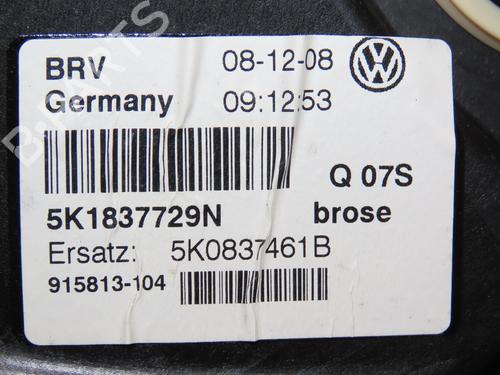 BRV 08-12-08
Germany 09:12:53
Q 07S
5K1837729N brose
Ersatz: 5K0837461B
915813-104